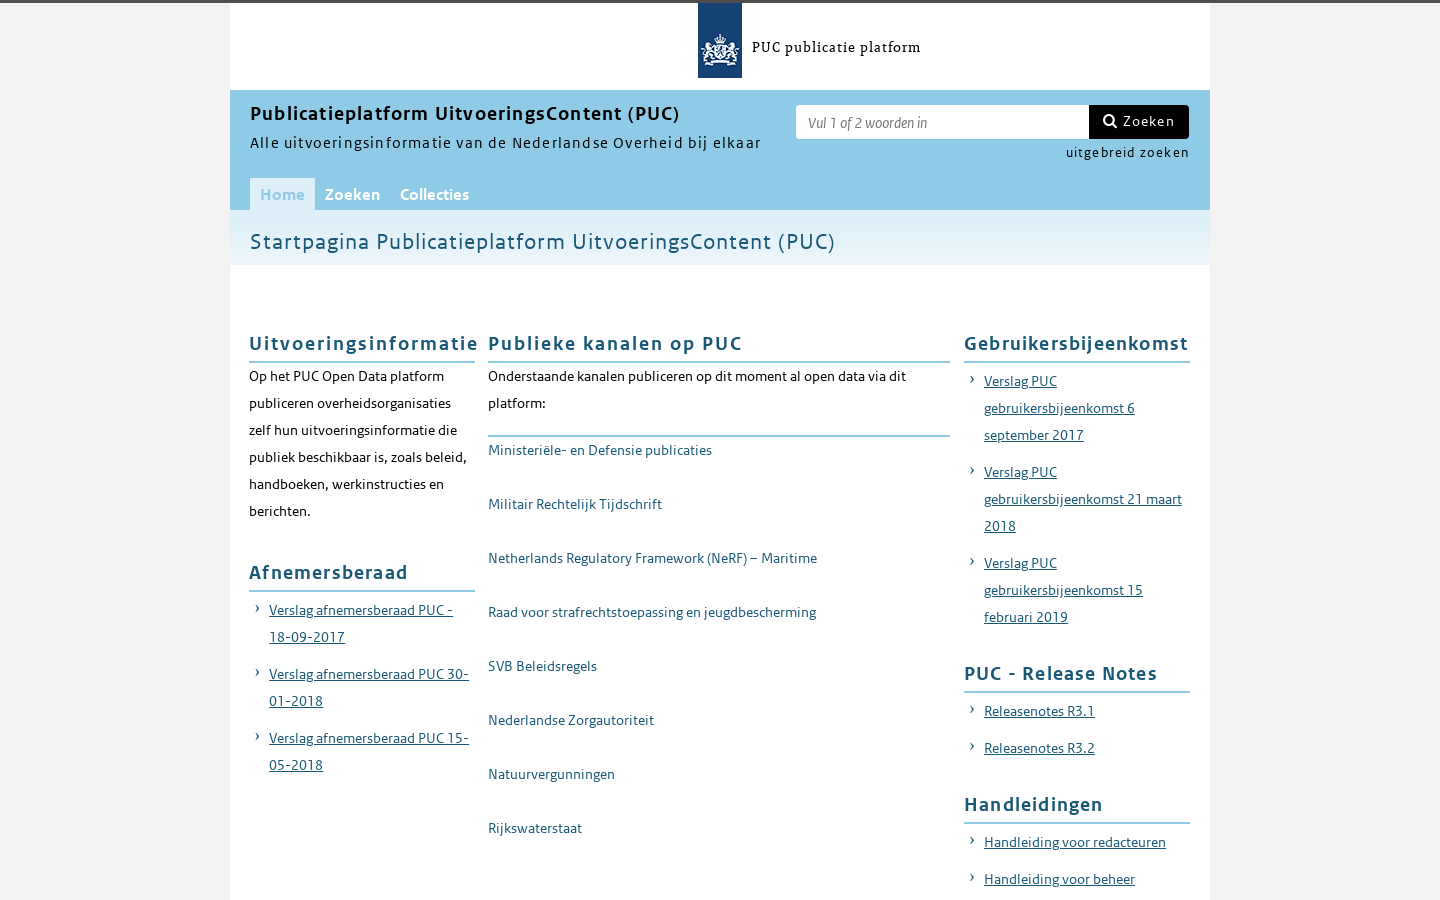 PUC publicatie platform
Publicatieplatform UitvoeringsContent (PUC)
Alle uitvoeringsinformatie van de Nederlandse Overheid bij elkaar
Vul 1 of 2 woorden in
Zoeken
uitgebreid zoeken
Home
Zoeken
Collecties
Startpagina Publicatieplatform UitvoeringsContent (PUC)
Uitvoeringsinformatie
Op het PUC Open Data platform
publiceren overheidsorganisaties
zelf hun uitvoeringsinformatie die
publiek beschikbaar is, zoals beleid,
handboeken, werkinstructies en
berichten.
Afnemersberaad
Verslag afnemersberaad PUC -
18-09-2017
Verslag afnemersberaad PUC 30-
01-2018
Verslag afnemersberaad PUC 15-
05-2018
Publieke kanalen op PUC
Onderstaande kanalen publiceren op dit moment al open data via dit
platform:
Ministeriële- en Defensie publicaties
Militair Rechtelijk Tijdschrift
Netherlands Regulatory Framework (NeRF) – Maritime
Raad voor strafrechtstoepassing en jeugdbescherming
SVB Beleidsregels
Nederlandse Zorgautoriteit
Natuurvergunningen
Rijkswaterstaat
Gebruikersbijeenkomst
Verslag PUC
gebruikersbijeenkomst 6
september 2017
Verslag PUC
gebruikersbijeenkomst 21 maart
2018
Verslag PUC
gebruikersbijeenkomst 15
februari 2019
PUC - Release Notes
Releasenotes R3.1
Releasenotes R3.2
Handleidingen
Handleiding voor redacteuren
Handleiding voor beheer